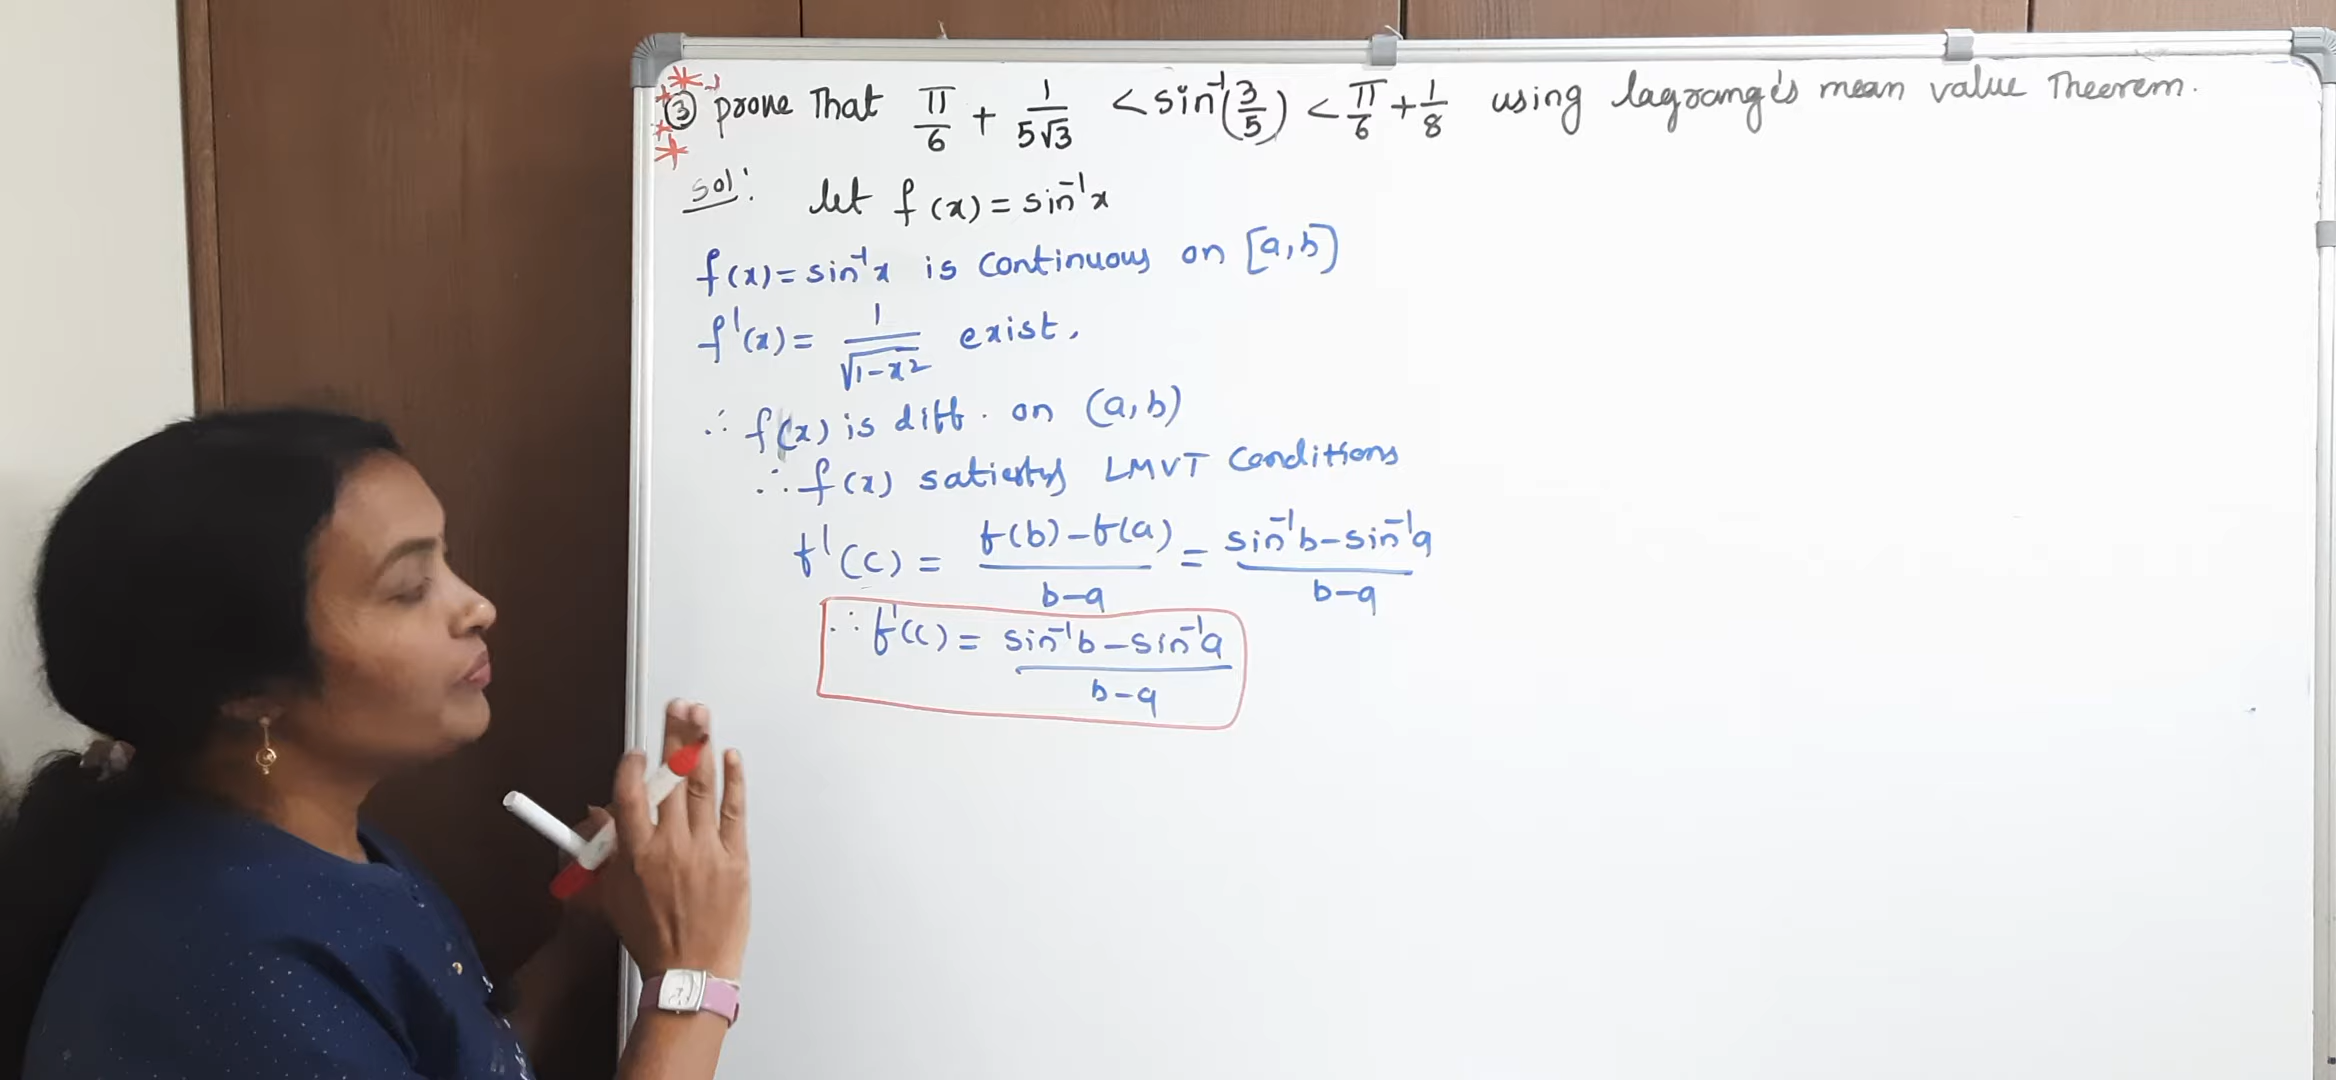 ③ prove That π/6 + 1/5√3 < sin⁻¹(3/5) < π/6 + 1/8 using lagrange's mean value Theorem.
Sol: let f(x) = sin⁻¹x
f(x) = sin⁻¹x is continuous on [a,b]
f'(x) = 1/√1-x² exist.
∴ f(x) is diff. on (a,b)
∴ f(x) satisfys LMVT Conditions
f'(c) = f(b)-f(a)/b-a = sin⁻¹b-sin⁻¹a/b-a
∴ f'(c) = sin⁻¹b-sin⁻¹a/b-a